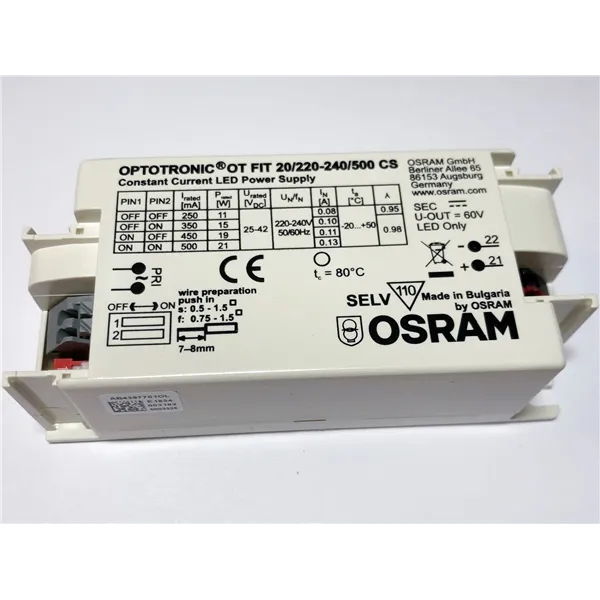 OPTOTRONIC®OT FIT 20/220-240/500 CS
Constant Current LED Power Supply
OSRAM GmbH
Berliner Allee 65
86153 Augsburg
Germany
www.osram.com
PIN1 PIN2 Irated [mA] Prated [W] Urated [VDC] UN/fN IN [A] ta [°C] λ
OFF OFF 250 11 25-42 220-240V 50/60Hz 0.08 -20...+50 0.95
OFF ON 350 15 0.10 0.98
ON OFF 450 19 0.11
ON ON 500 21 0.13
SEC
U-OUT = 60V
LED Only
PRI
~
CE
tc = 80°C
- 22
+ 21
OFF ON
1
2
wire preparation
push in
s: 0.5 - 1.5
f: 0.75 - 1.5
7–8mm
SELV
110
Made in Bulgaria
by OSRAM
OSRAM